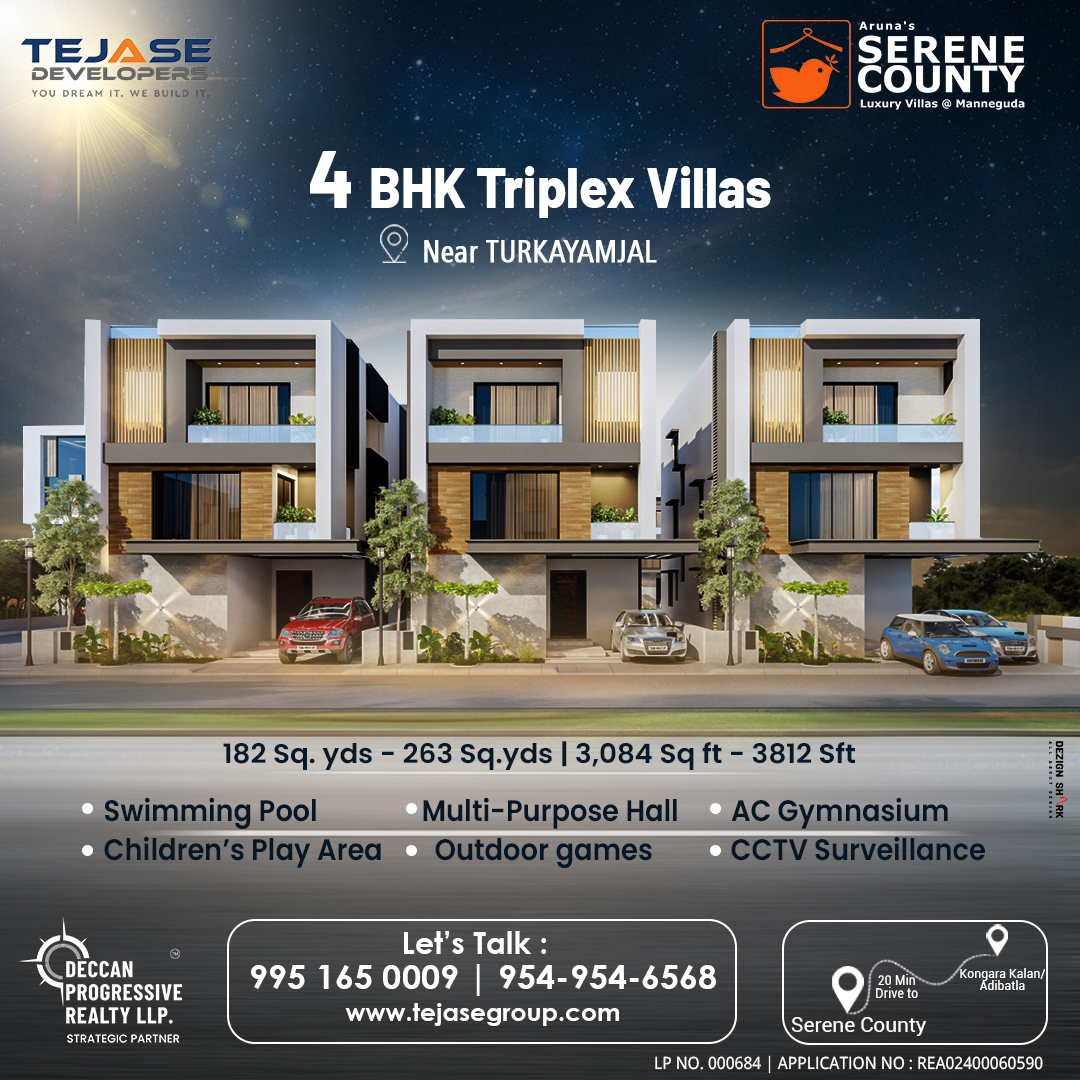 TEJASE
DEVELOPERS
YOU DREAM IT. WE BUILD IT.
Aruna's
SERENE
COUNTY
Luxury Villas @ Manneguda
4 BHK Triplex Villas
Near TURKAYAMJAL
182 Sq. yds - 263 Sq.yds | 3,084 Sq ft - 3812 Sft
• Swimming Pool • Multi-Purpose Hall • AC Gymnasium
• Children's Play Area • Outdoor games • CCTV Surveillance
DEZIGN SHARK
ALL ABOUT DESIGN
DECCAN
PROGRESSIVE
REALTY LLP.
STRATEGIC PARTNER
TM
Let's Talk :
995 165 0009 | 954-954-6568
www.tejasegroup.com
20 Min
Drive to
Kongara Kalan/
Adibatla
Serene County
LP NO. 000684 | APPLICATION NO : REA02400060590